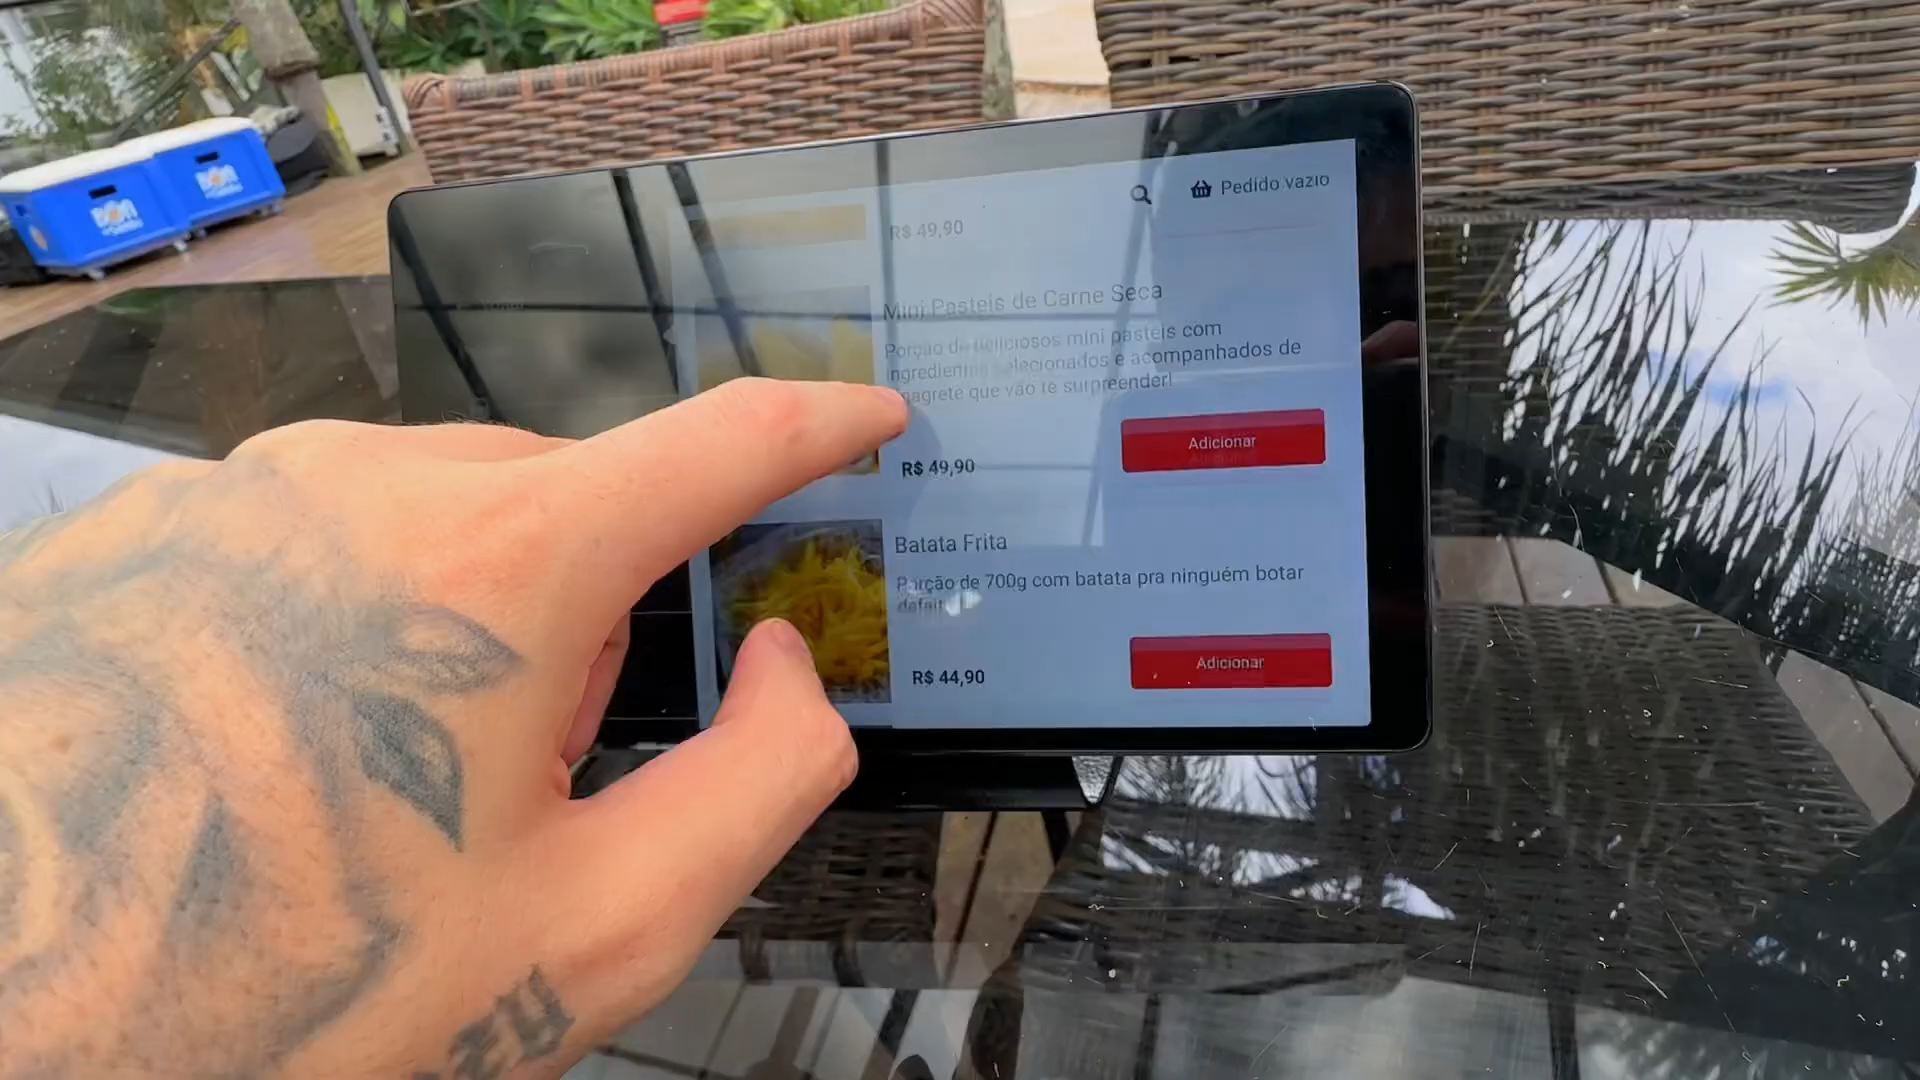 Pedido vazio
R$ 49,90
Mini Pasteis de Carne Seca
Porção de deliciosos mini pasteis com
ingredientes selecionados e acompanhados de
que vão te surpreender!
Adicionar
R$ 49,90
Batata Frita
Porção de 700g com batata pra ninguém botar
Adicionar
R$ 44,90